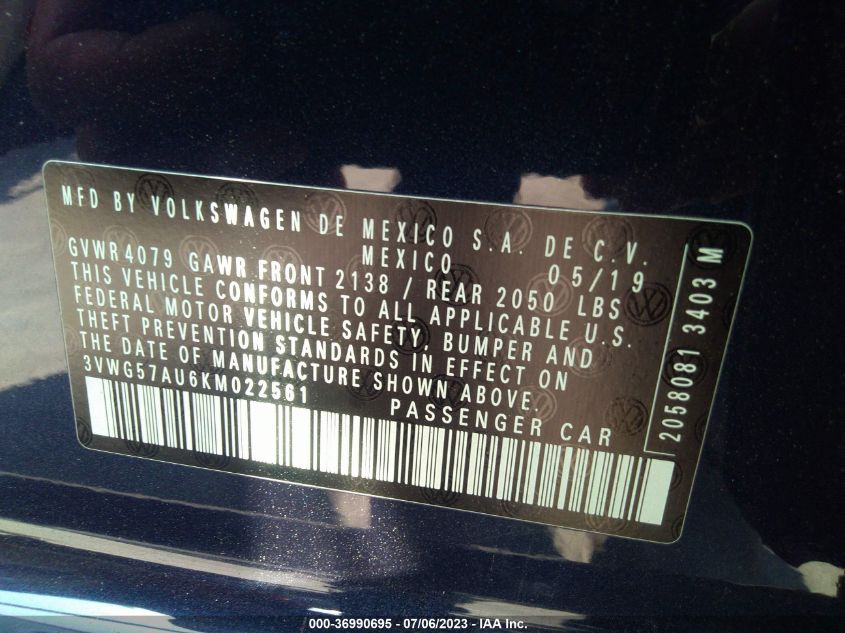 MFD BY VOLKSWAGEN DE MEXICO S.A. DE C.V.
MEXICO 05/19
GVWR4079 GAWR FRONT 2138 / REAR 2050 LBS
THIS VEHICLE CONFORMS TO ALL APPLICABLE U.S.
FEDERAL MOTOR VEHICLE SAFETY, BUMPER AND
THEFT PREVENTION STANDARDS IN EFFECT ON
THE DATE OF MANUFACTURE SHOWN ABOVE.
3VWG57AU6KM022561 PASSENGER CAR
2058081 3403 M
000-36990695 - 07/06/2023 - IAA Inc.